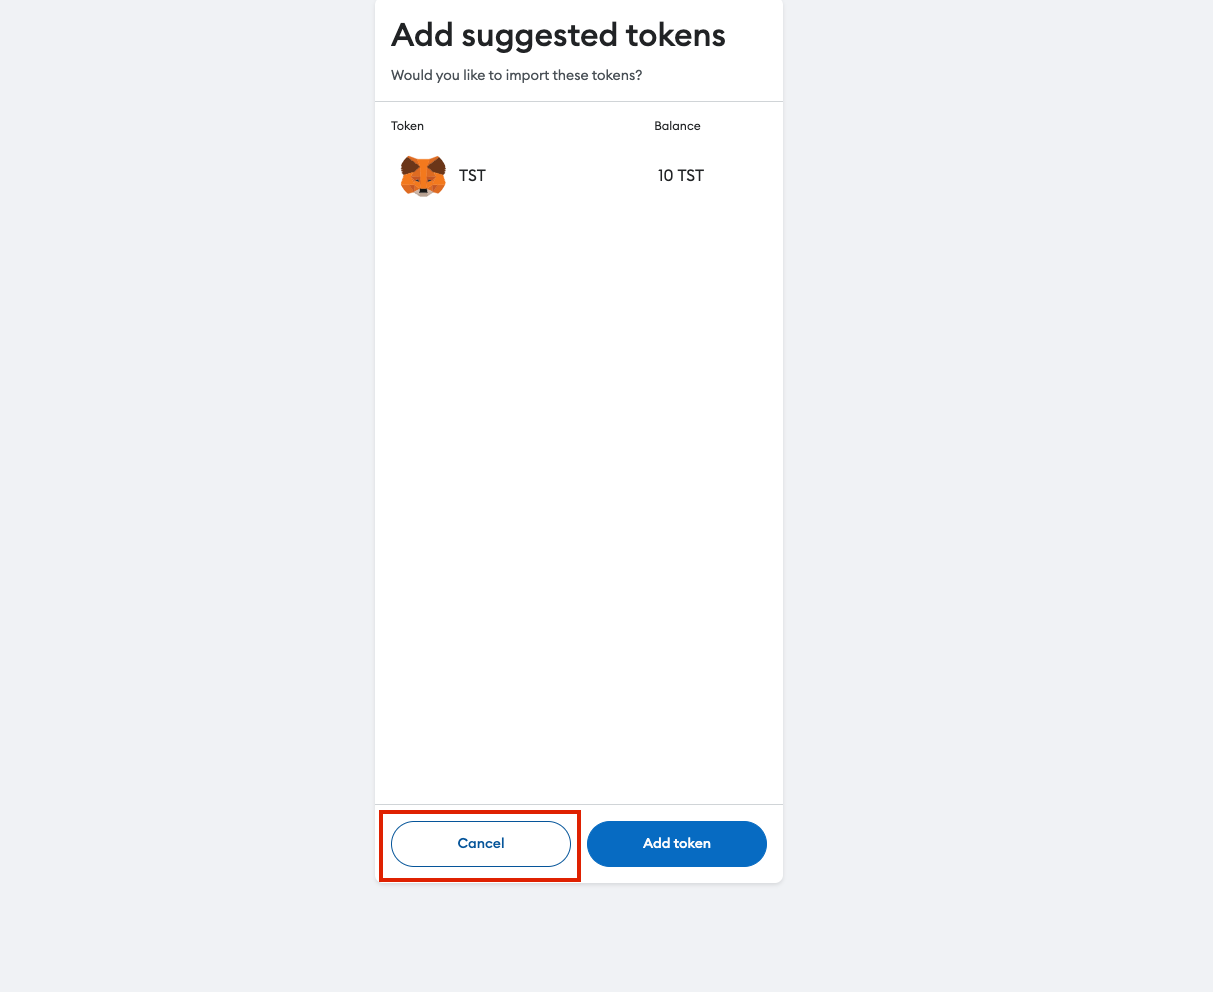 Add suggested tokens
Would you like to import these tokens?
Token Balance
TST 10 TST
Cancel Add token